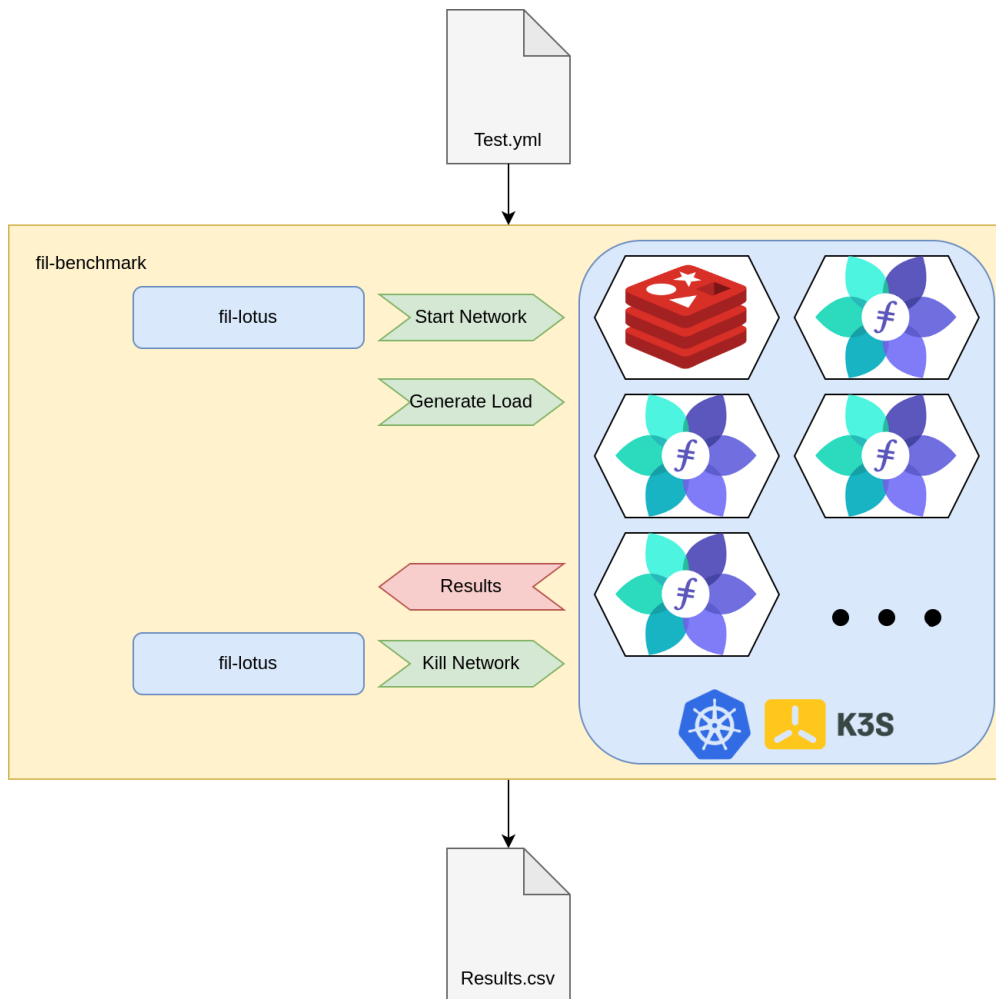 Test.yml
fil-benchmark
fil-lotus
Start Network
Generate Load
Results
fil-lotus
Kill Network
K3S
Results.csv